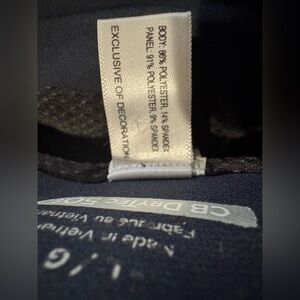 BODY: 86% POLYESTER, 14% SPANDEX
PANEL: 91% POLYESTER, 9% SPANDEX
EXCLUSIVE OF DECORATION
CB DryTec 50+
Made in Vietnam
Fabriqué au Vietnam
L/G